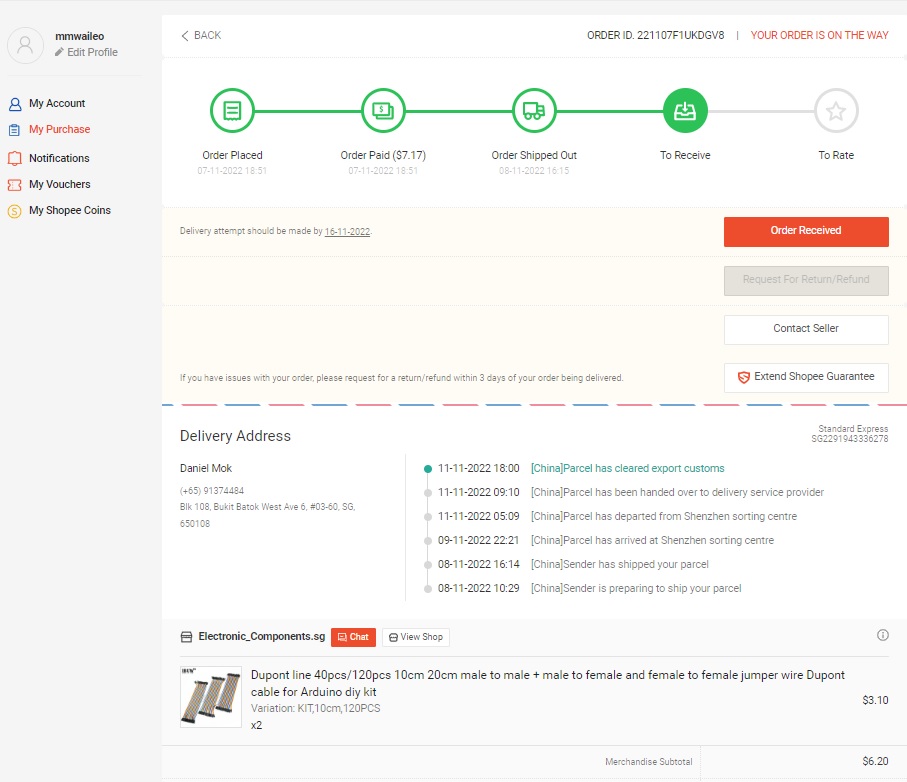 mmwaileo
Edit Profile
My Account
My Purchase
Notifications
My Vouchers
My Shopee Coins
BACK
ORDER ID. 221107F1UKDGV8 | YOUR ORDER IS ON THE WAY
Order Placed
07-11-2022 18:51
Order Paid ($7.17)
07-11-2022 18:51
Order Shipped Out
08-11-2022 16:15
To Receive
To Rate
Delivery attempt should be made by 16-11-2022.
Order Received
Request For Return/Refund
Contact Seller
If you have issues with your order, please request for a return/refund within 3 days of your order being delivered.
Extend Shopee Guarantee
Delivery Address
Standard Express
SG2291943336278
Daniel Mok
(+65) 91374484
Blk 108, Bukit Batok West Ave 6, #03-60, SG,
650108
11-11-2022 18:00 [China]Parcel has cleared export customs
11-11-2022 09:10 [China]Parcel has been handed over to delivery service provider
11-11-2022 05:09 [China]Parcel has departed from Shenzhen sorting centre
09-11-2022 22:21 [China]Parcel has arrived at Shenzhen sorting centre
08-11-2022 16:14 [China]Sender has shipped your parcel
08-11-2022 10:29 [China]Sender is preparing to ship your parcel
Electronic_Components.sg
Chat
View Shop
Dupont line 40pcs/120pcs 10cm 20cm male to male + male to female and female to female jumper wire Dupont
cable for Arduino diy kit
Variation: KIT,10cm,120PCS
x2
$3.10
Merchandise Subtotal
$6.20